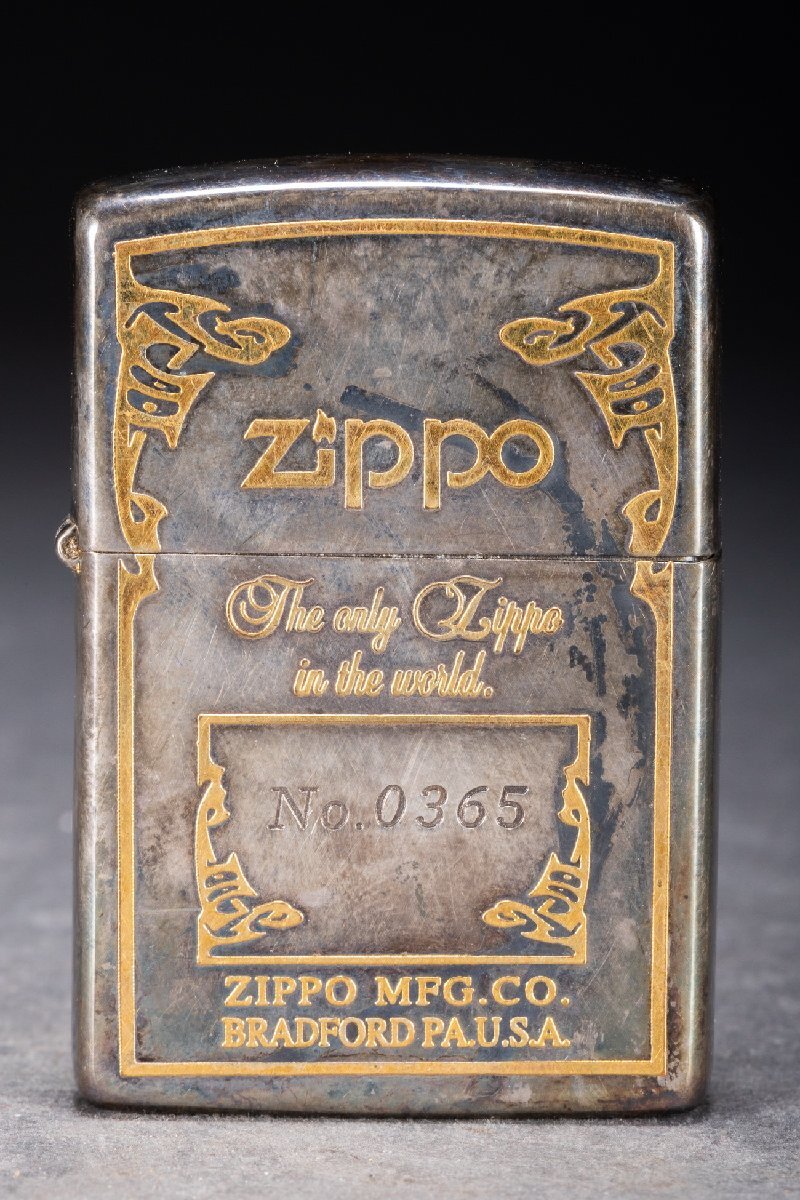 zippo
The only Zippo
in the world.
No.0365
ZIPPO MFG.CO.
BRADFORD PA.U.S.A.